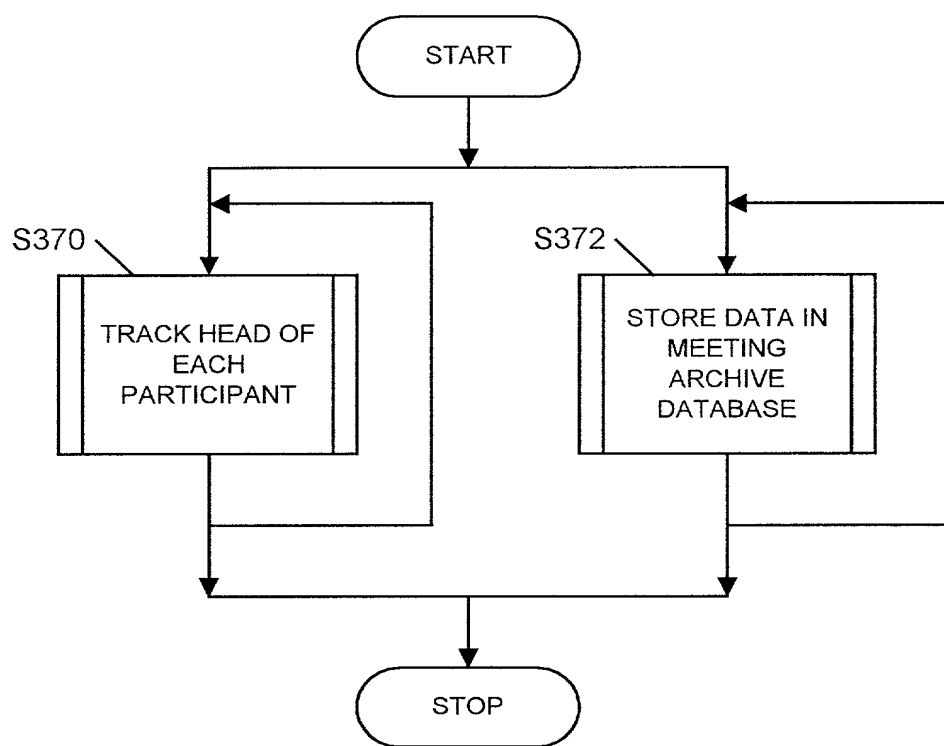 START
S370
TRACK HEAD OF
EACH
PARTICIPANT
S372
STORE DATA IN
MEETING
ARCHIVE
DATABASE
STOP